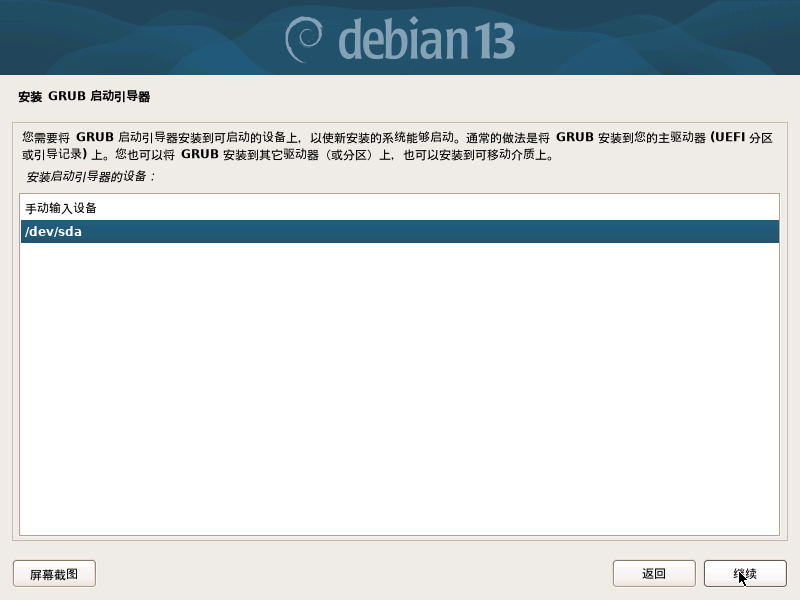 debian 13
安装 GRUB 启动引导器
您需要将 GRUB 启动引导器安装到可启动的设备上，以使新安装的系统能够启动。通常的做法是将 GRUB 安装到您的主驱动器 (UEFI 分区
或引导记录) 上。您也可以将 GRUB 安装到其它驱动器（或分区）上，也可以安装到可移动介质上。
安装启动引导器的设备：
手动输入设备
/dev/sda
屏幕截图
返回
继续